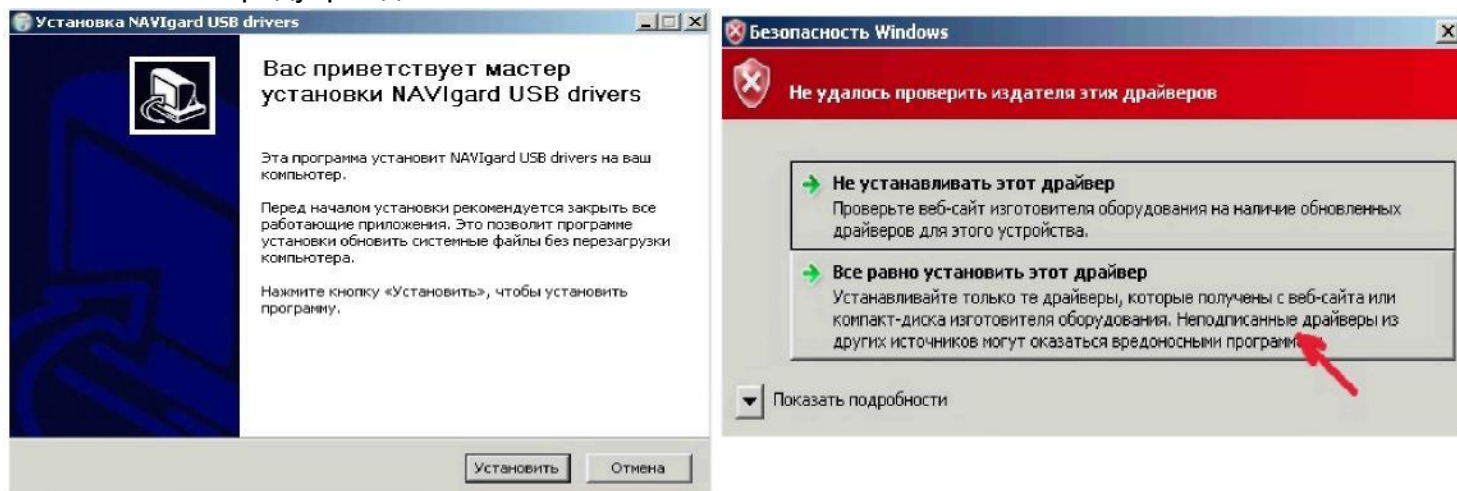 Установка NAVIgard USB drivers
Вас приветствует мастер
установки NAVIgard USB drivers
Эта программа установит NAVIgard USB drivers на ваш
компьютер.
Перед началом установки рекомендуется закрыть все
работающие приложения. Это позволит программе
установки обновить системные файлы без перезагрузки
компьютера.
Нажмите кнопку «Установить», чтобы установить
программу.
Установить
Отмена
Безопасность Windows
Не удалось проверить издателя этих драйверов
Не устанавливать этот драйвер
Проверьте веб-сайт изготовителя оборудования на наличие обновленных
драйверов для этого устройства.
Все равно установить этот драйвер
Устанавливайте только те драйверы, которые получены с веб-сайта или
компакт-диска изготовителя оборудования. Неподписанные драйверы из
других источников могут оказаться вредоносными
Показать подробности